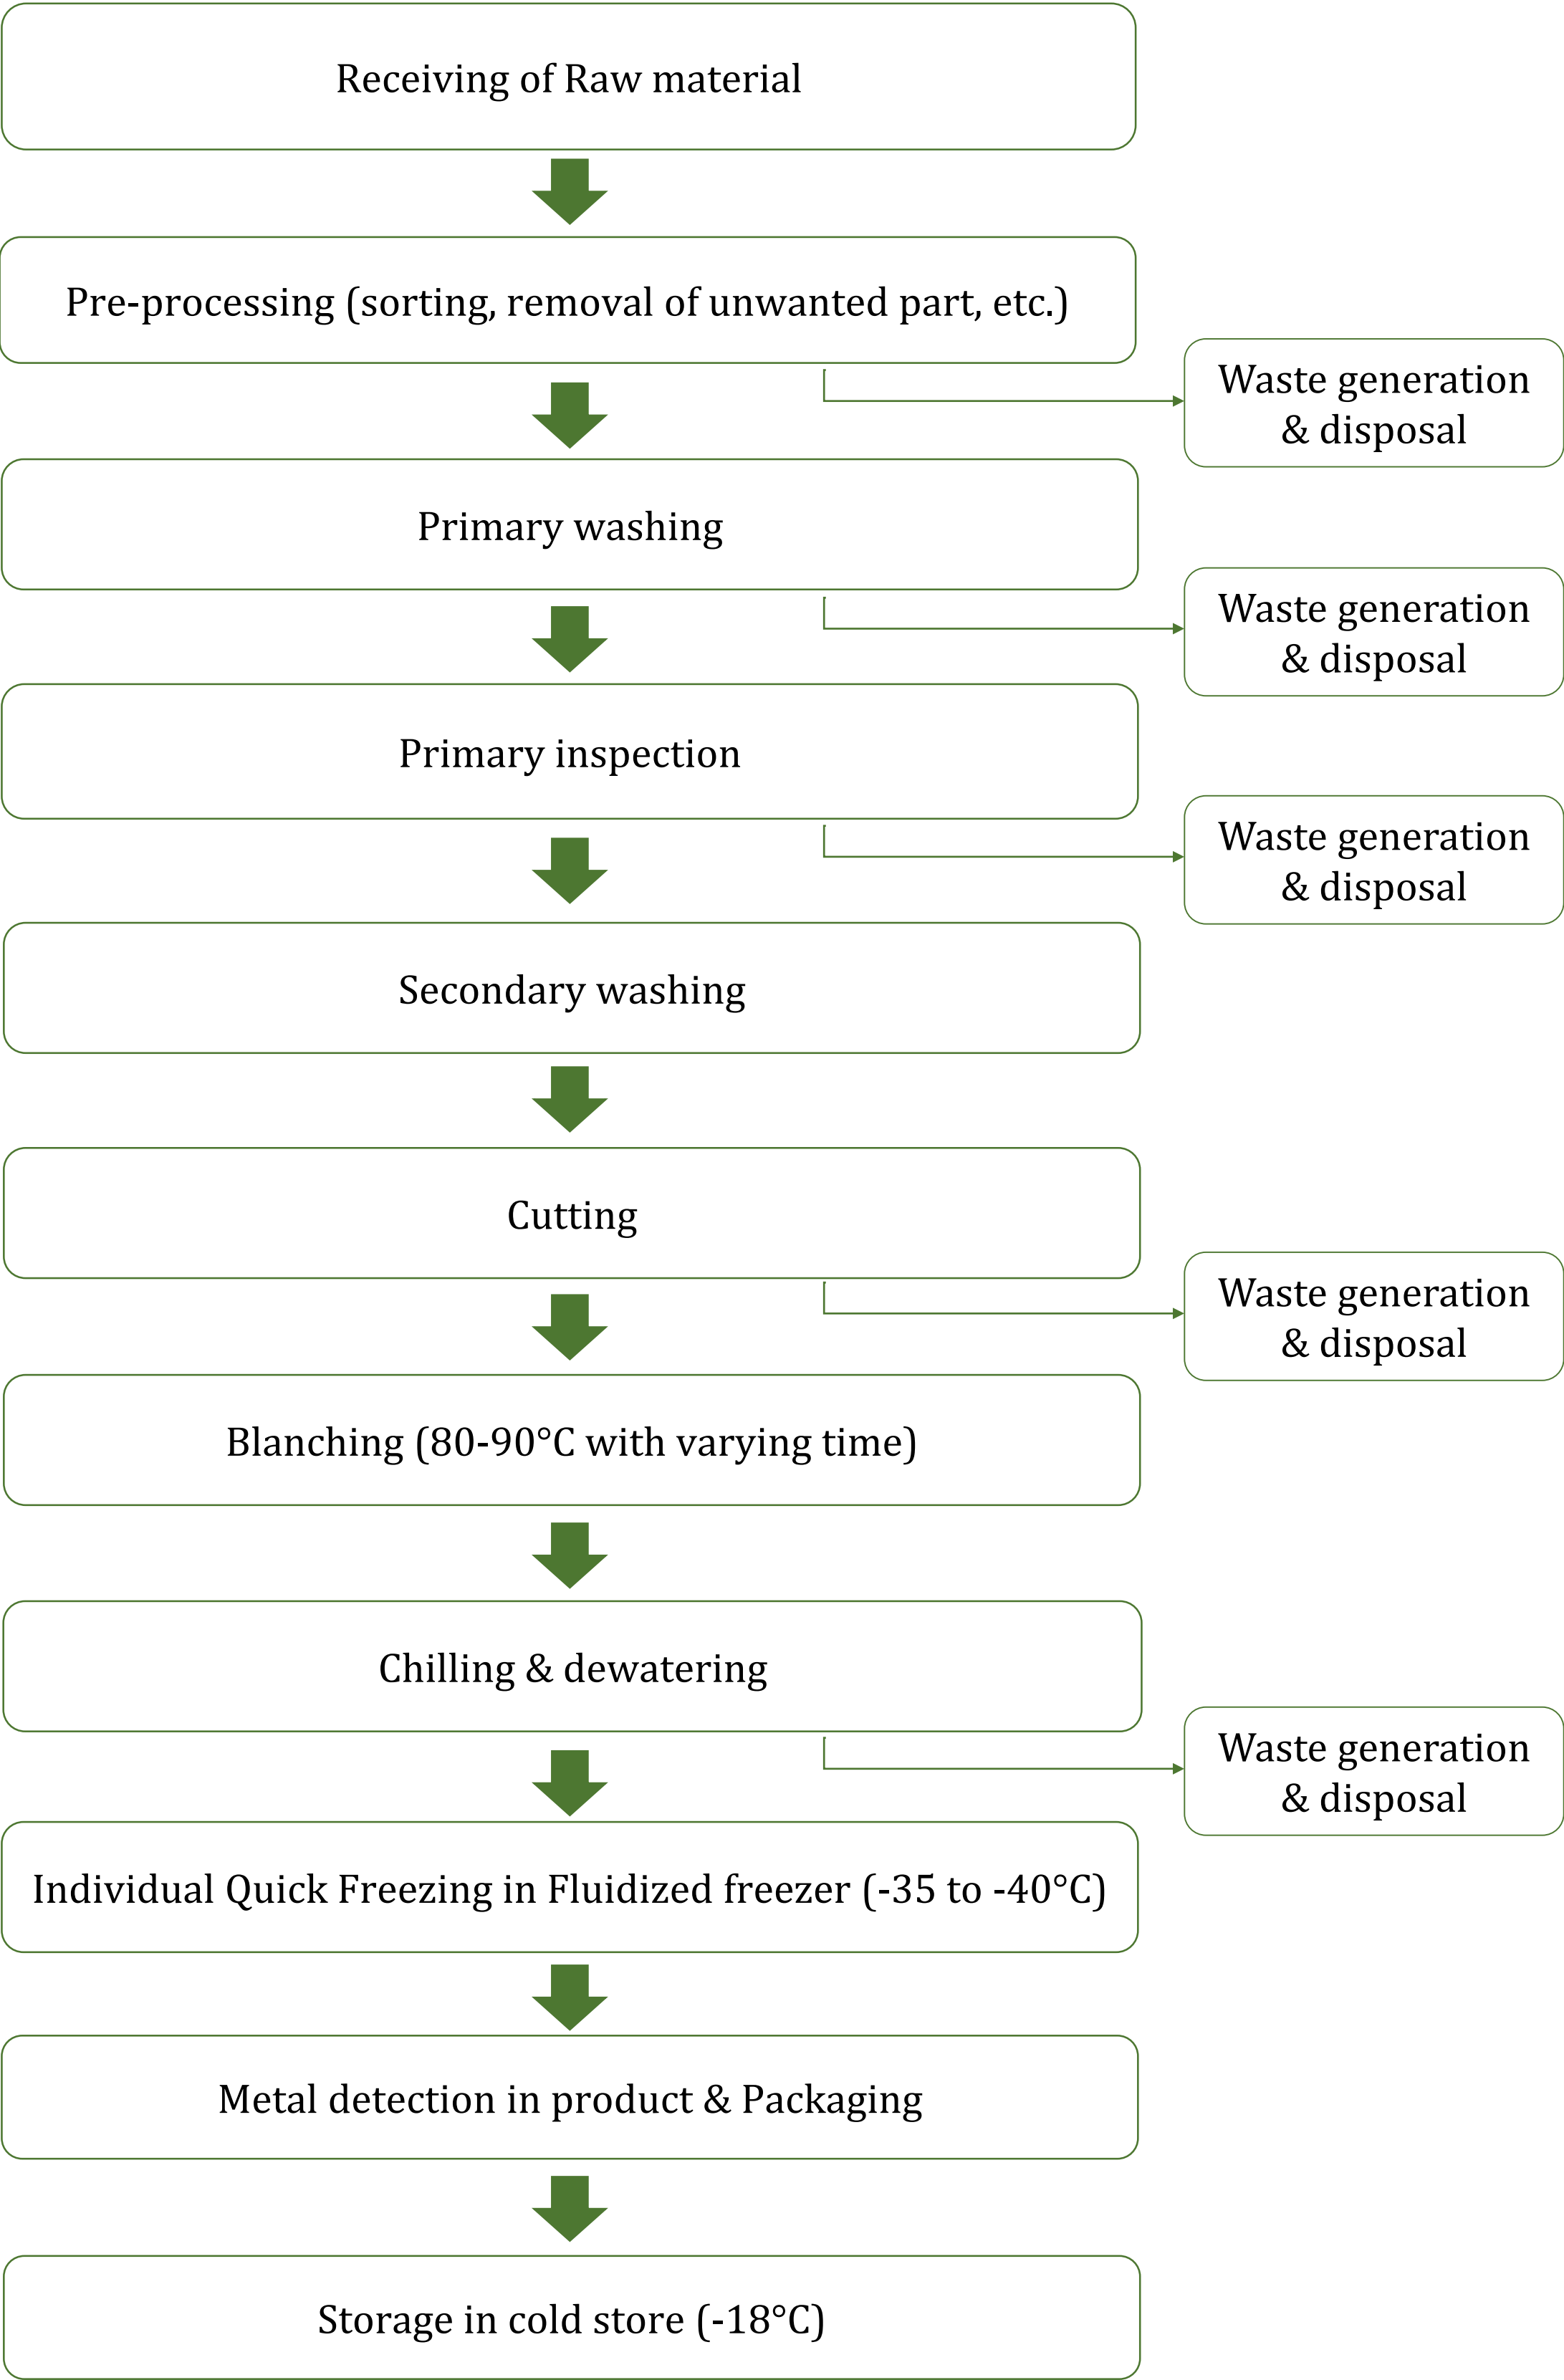 Receiving of Raw material
Pre-processing (sorting, removal of unwanted part, etc.)
Waste generation
& disposal
Primary washing
Waste generation
& disposal
Primary inspection
Waste generation
& disposal
Secondary washing
Cutting
Waste generation
& disposal
Blanching (80-90°C with varying time)
Chilling & dewatering
Waste generation
& disposal
Individual Quick Freezing in Fluidized freezer (-35 to -40°C)
Metal detection in product & Packaging
Storage in cold store (-18°C)